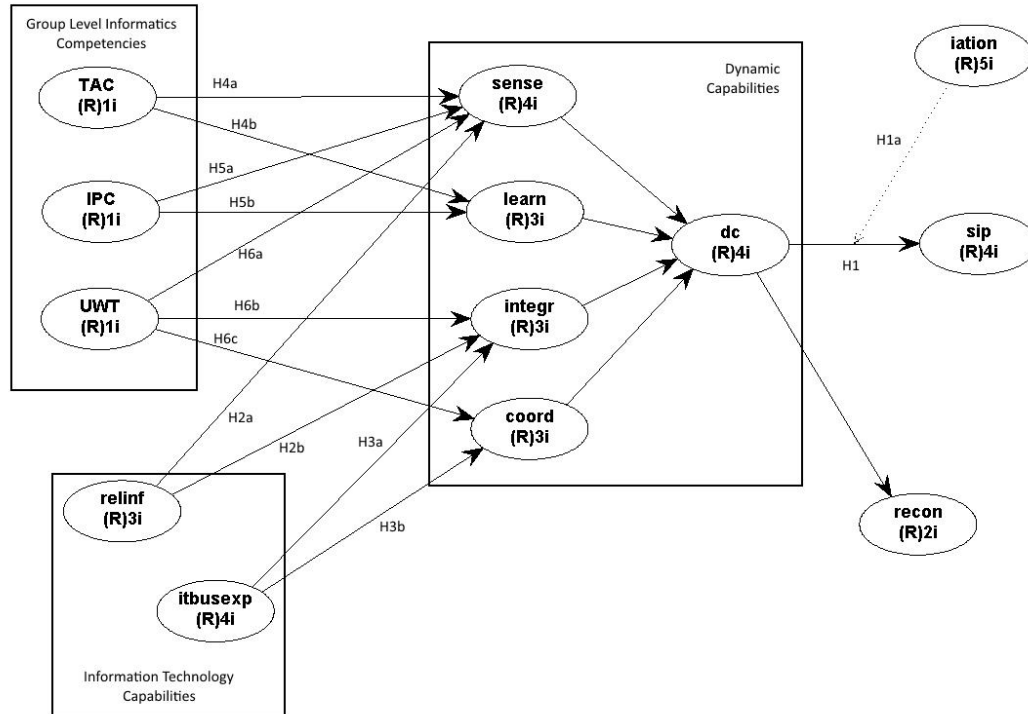 Group Level Informatics
Competencies
TAC
(R)1i
IPC
(R)1i
UWT
(R)1i
H4a
H4b
H5a
H5b
H6a
H6b
H6c
H2a
H2b
H3a
H3b
relinf
(R)3i
itbusexp
(R)4i
Information Technology
Capabilities
Dynamic
Capabilities
sense
(R)4i
learn
(R)3i
integr
(R)3i
coord
(R)3i
dc
(R)4i
iation
(R)5i
H1a
H1
sip
(R)4i
recon
(R)2i